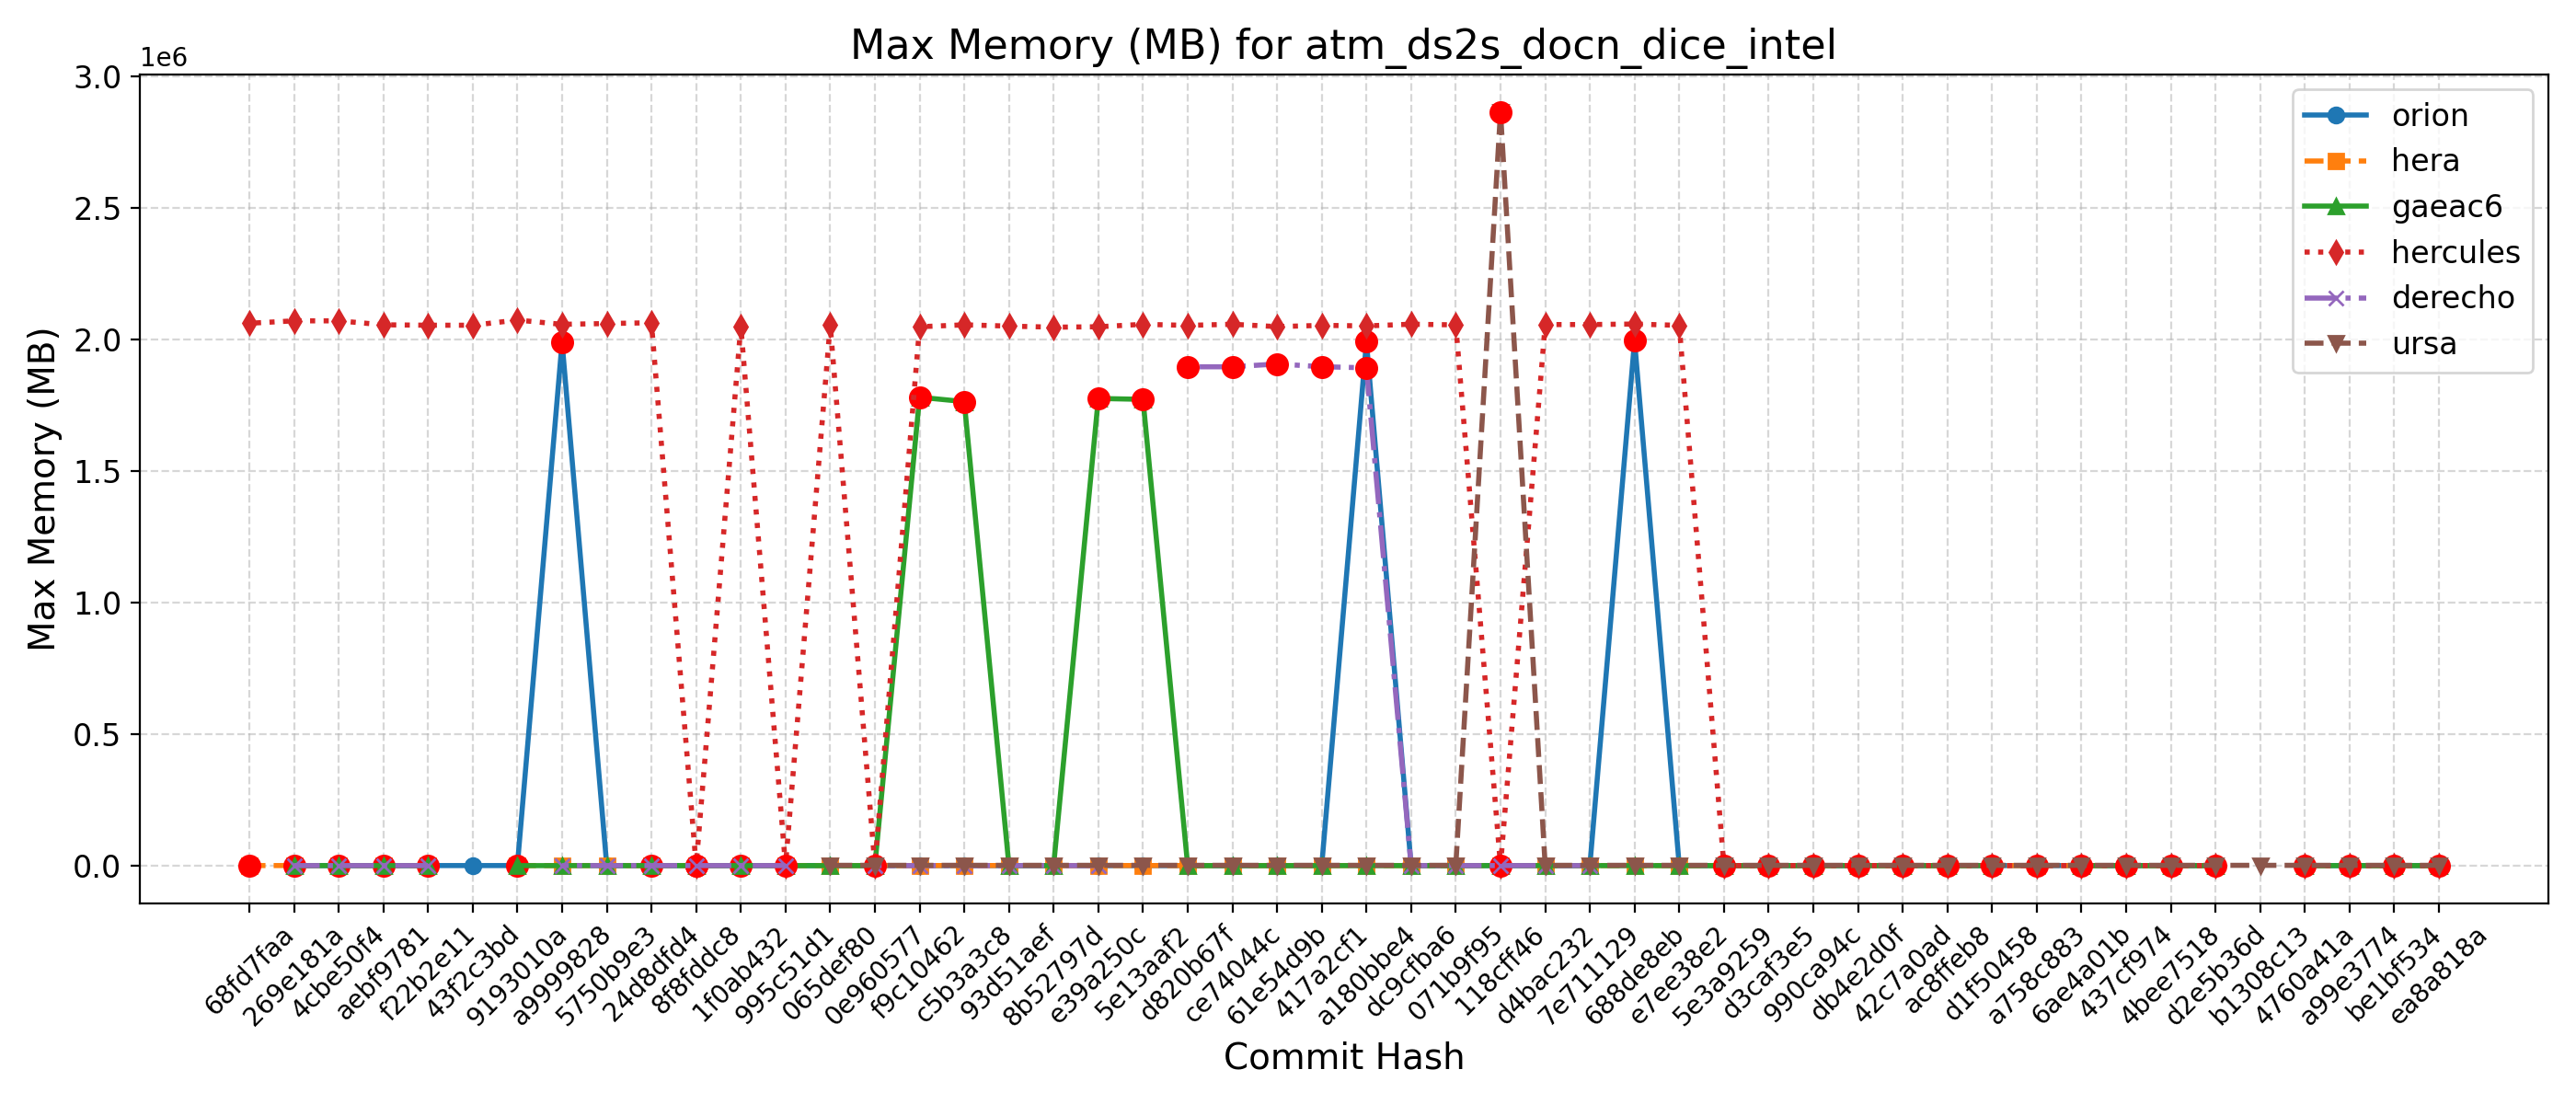 Max Memory (MB) for atm_ds2s_docn_dice_intel
1e6
3.0
2.5
2.0
1.5
1.0
0.5
0.0
Max Memory (MB)
orion
hera
gaeac6
hercules
derecho
ursa
68fd7faa
269e181a
4cbe50f4
aebf9781
f22b2e11
43f2c3bd
9193010a
a9999828
5750b9e3
24d8dfd4
8f8fddc8
1f0ab432
995c51d1
065def80
0e960577
f9c10462
c5b3a3c8
93d51aef
8b52797d
e39a250c
5e13aaf2
d820b67f
ce74044c
61e54d9b
417a2cf1
a180bbe4
dc9cfba6
071b9f95
118cff46
d4bac232
7e711129
688de8eb
e7ee38e2
5e3a9259
d3caf3e5
990ca94c
db4e2d0f
42c7a0ad
ac8ffeb8
d1f50458
a758c883
6ae4a01b
437cf974
4bee7518
d2e5b36d
b1308c13
4760a41a
a99e3774
be1bf534
ea8a818a
Commit Hash